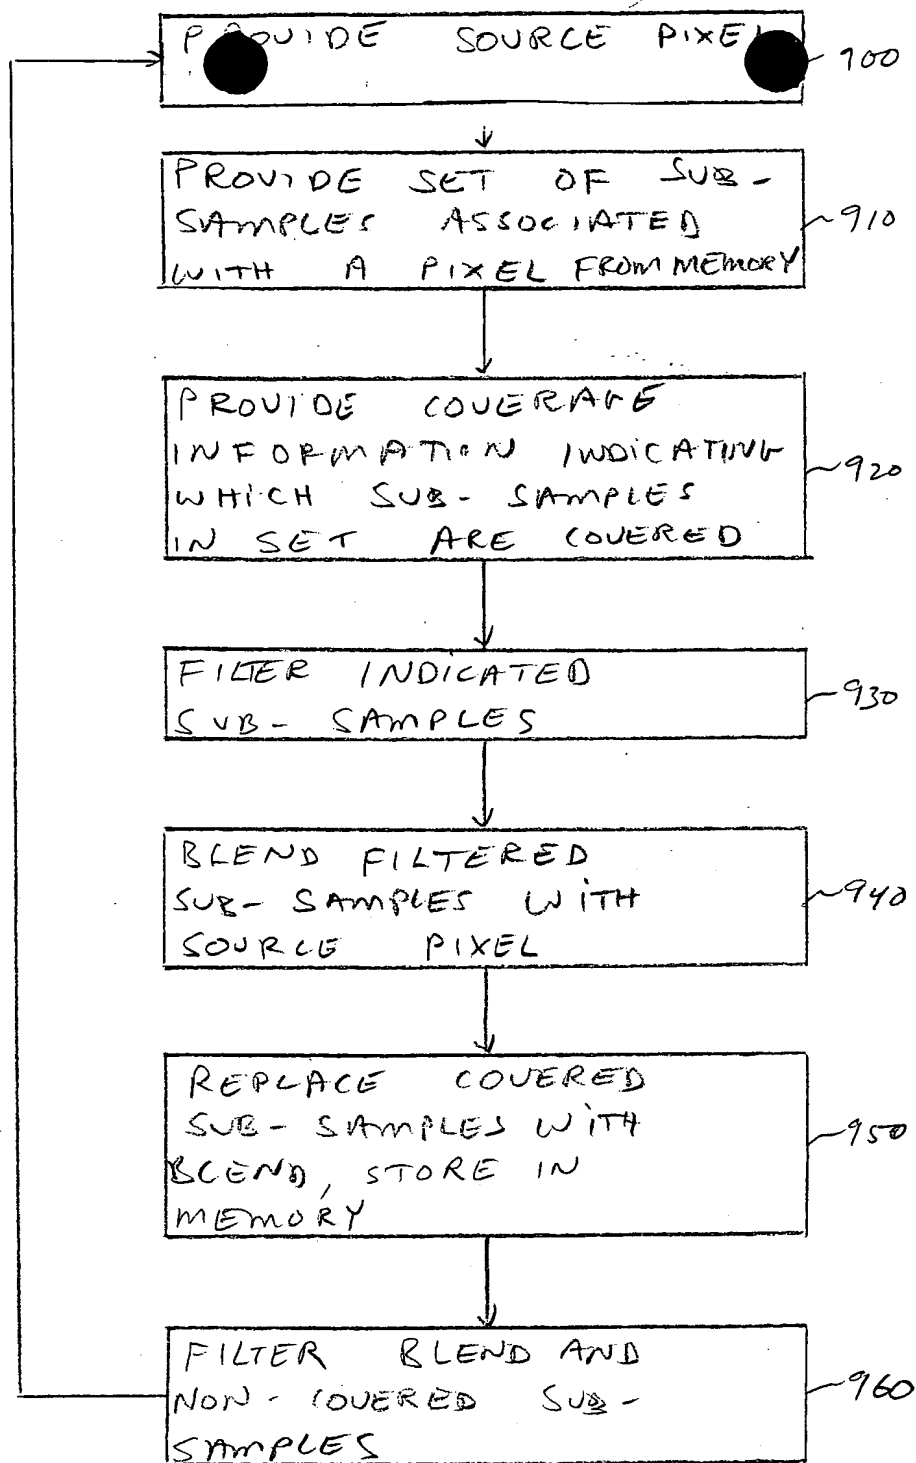 PROVIDE SOURCE PIXEL
900
PROVIDE SET OF SUB-
SAMPLES ASSOCIATED
WITH A PIXEL FROM MEMORY
910
PROVIDE COVERAGE
INFORMATION INDICATING
WHICH SUB-SAMPLES
IN SET ARE COVERED
920
FILTER INDICATED
SUB-SAMPLES
930
BLEND FILTERED
SUB-SAMPLES WITH
SOURCE PIXEL
940
REPLACE COVERED
SUB-SAMPLES WITH
BLEND, STORE IN
MEMORY
950
FILTER BLEND AND
NON-COVERED SUB-
SAMPLES
960